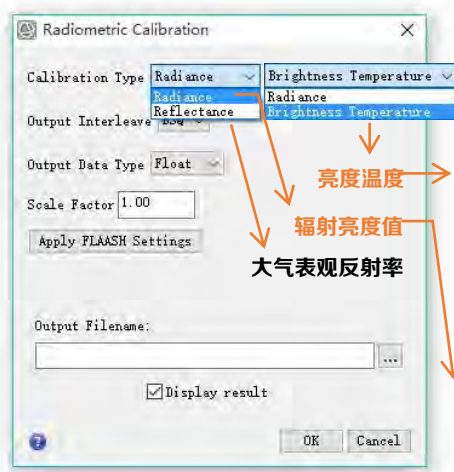 Radiometric Calibration
Calibration Type Radiance Brightness Temperature
Radiance Radiance
Reflectance Brightness Temperature
Output Interleave BSQ
Output Data Type Float
亮度温度
Scale Factor 1.00
辐射亮度值
Apply FLAASH Settings
大气表观反射率
Output Filename:
...
Display result
? OK Cancel